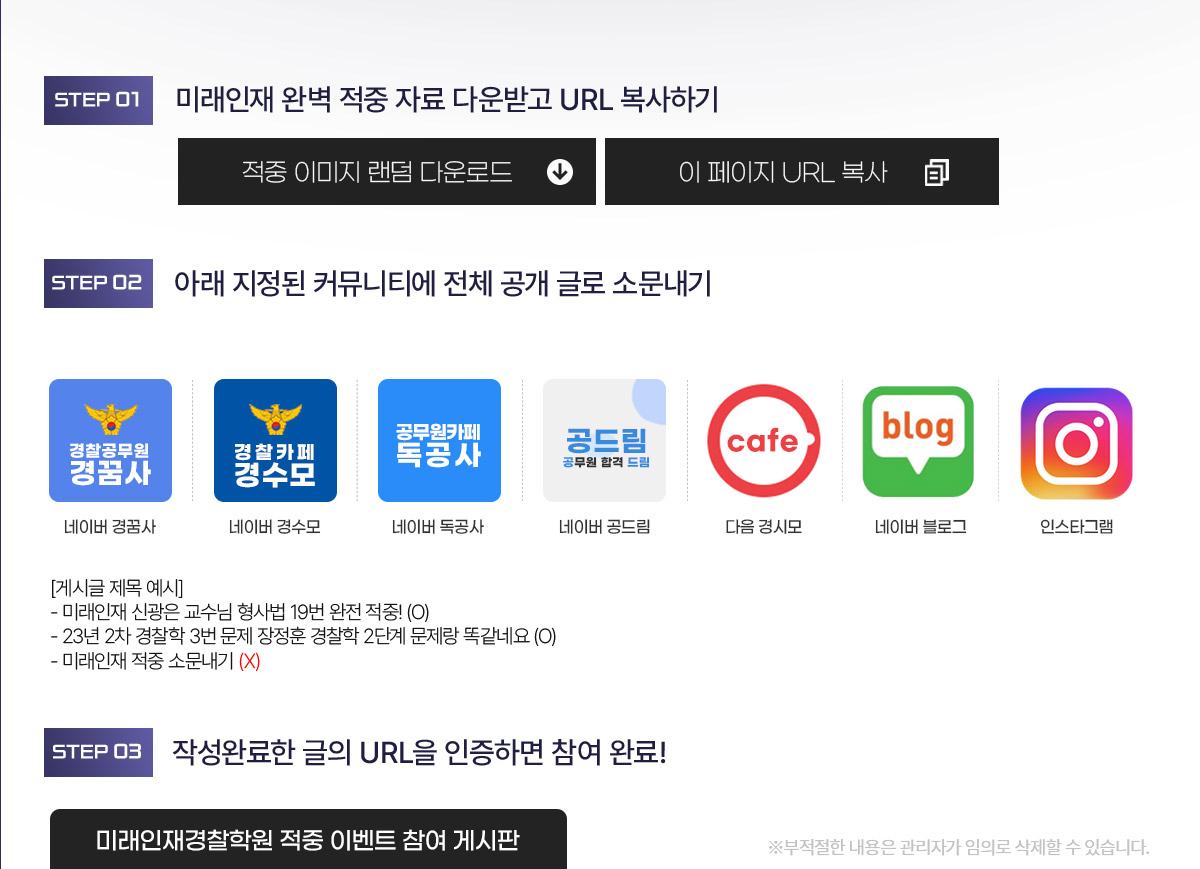 STEP 01
미래인재 완벽 적중 자료 다운받고 URL 복사하기
적중 이미지 랜덤 다운로드
이 페이지 URL 복사
STEP 02
아래 지정된 커뮤니티에 전체 공개 글로 소문내기
경찰공무원
경꿈사
네이버 경꿈사
경찰카페
경수모
네이버 경수모
공무원카페
독공사
네이버 독공사
공드림
공무원 합격 드림
네이버 공드림
cafe
다음 경시모
blog
네이버 블로그
인스타그램
[게시글 제목 예시]
- 미래인재 신광은 교수님 형사법 19번 완전 적중! (O)
- 23년 2차 경찰학 3번 문제 장정훈 경찰학 2단계 문제랑 똑같네요 (O)
- 미래인재 적중 소문내기 (X)
STEP 03
작성완료한 글의 URL을 인증하면 참여 완료!
미래인재경찰학원 적중 이벤트 참여 게시판
※부적절한 내용은 관리자가 임의로 삭제할 수 있습니다.